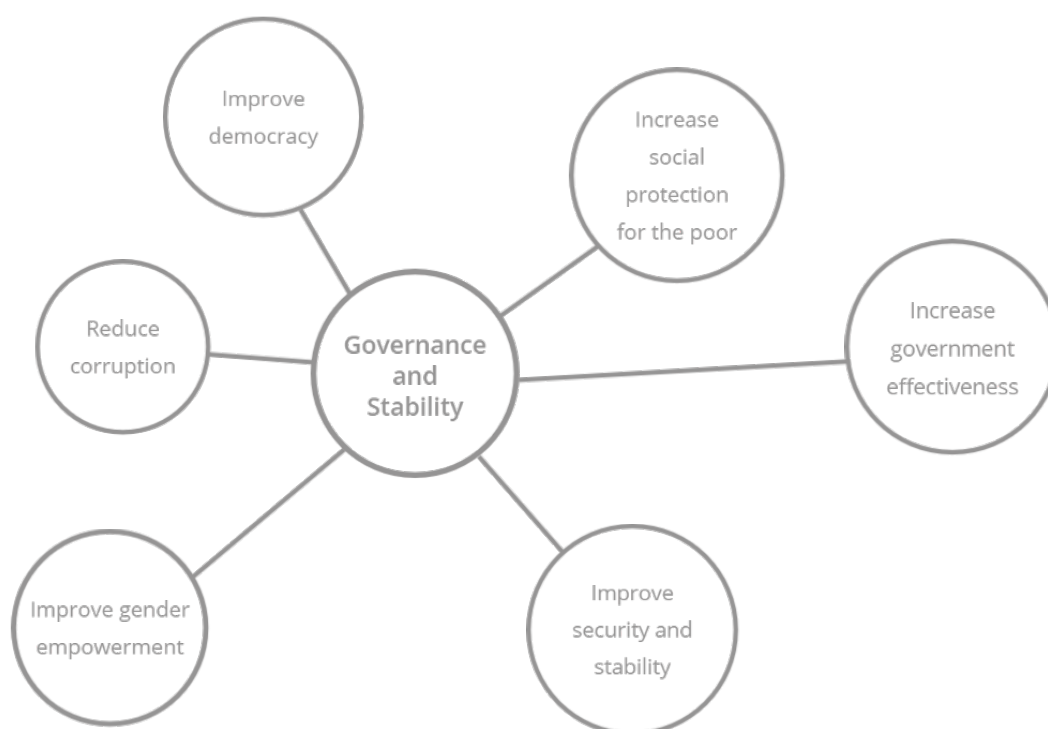 Improve
democracy
Increase
social
protection
for the poor
Increase
government
effectiveness
Reduce
corruption
Governance
and
Stability
Improve gender
empowerment
Improve
security and
stability